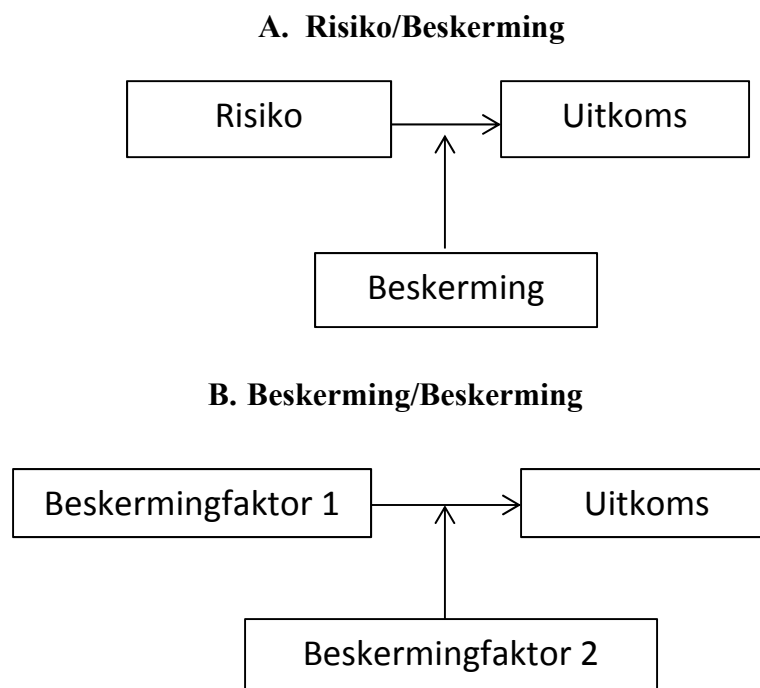 A. Risiko/Beskerming
Risiko
Uitkoms
Beskerming
B. Beskerming/Beskerming
Beskermingfaktor 1
Uitkoms
Beskermingfaktor 2